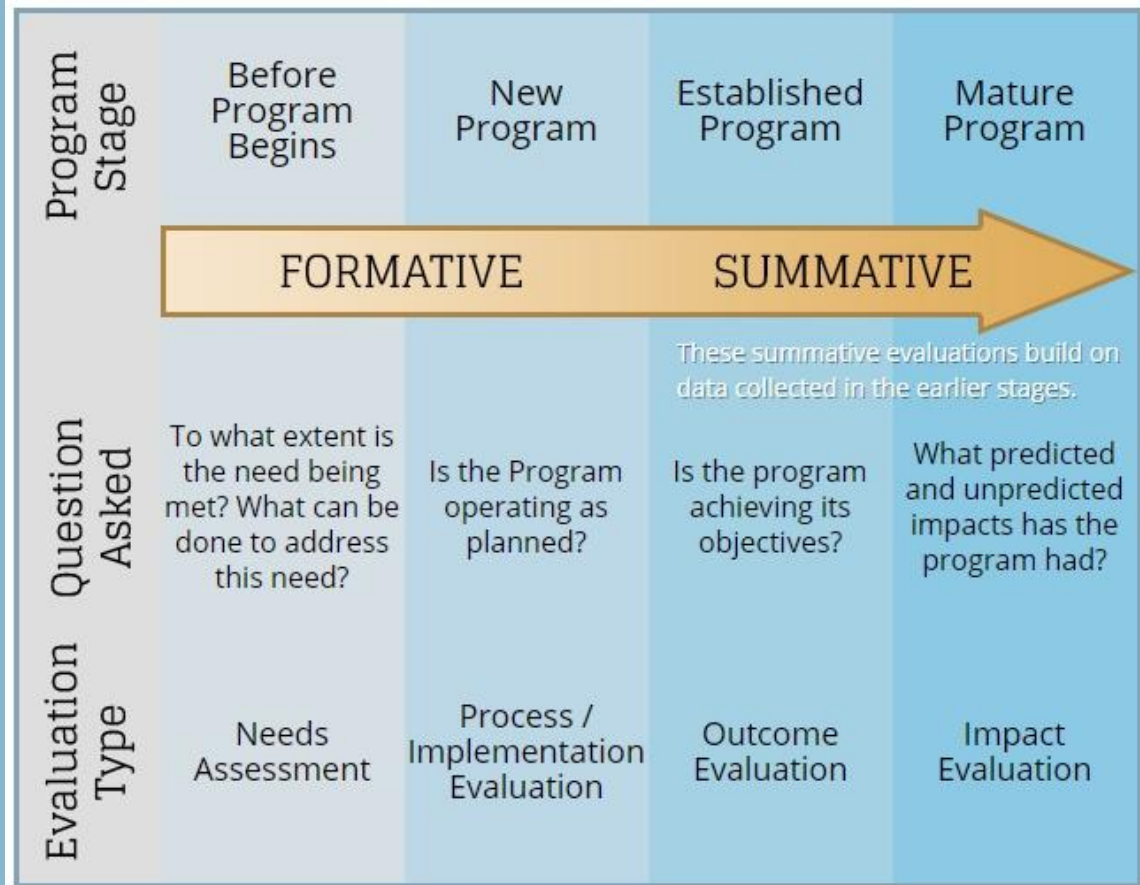 Program
Stage
Before
Program
Begins
New
Program
Established
Program
Mature
Program
FORMATIVE
SUMMATIVE
These summative evaluations build on
data collected in the earlier stages.
Question
Asked
To what extent is
the need being
met? What can be
done to address
this need?
Is the Program
operating as
planned?
Is the program
achieving its
objectives?
What predicted
and unpredicted
impacts has the
program had?
Evaluation
Type
Needs
Assessment
Process /
Implementation
Evaluation
Outcome
Evaluation
Impact
Evaluation